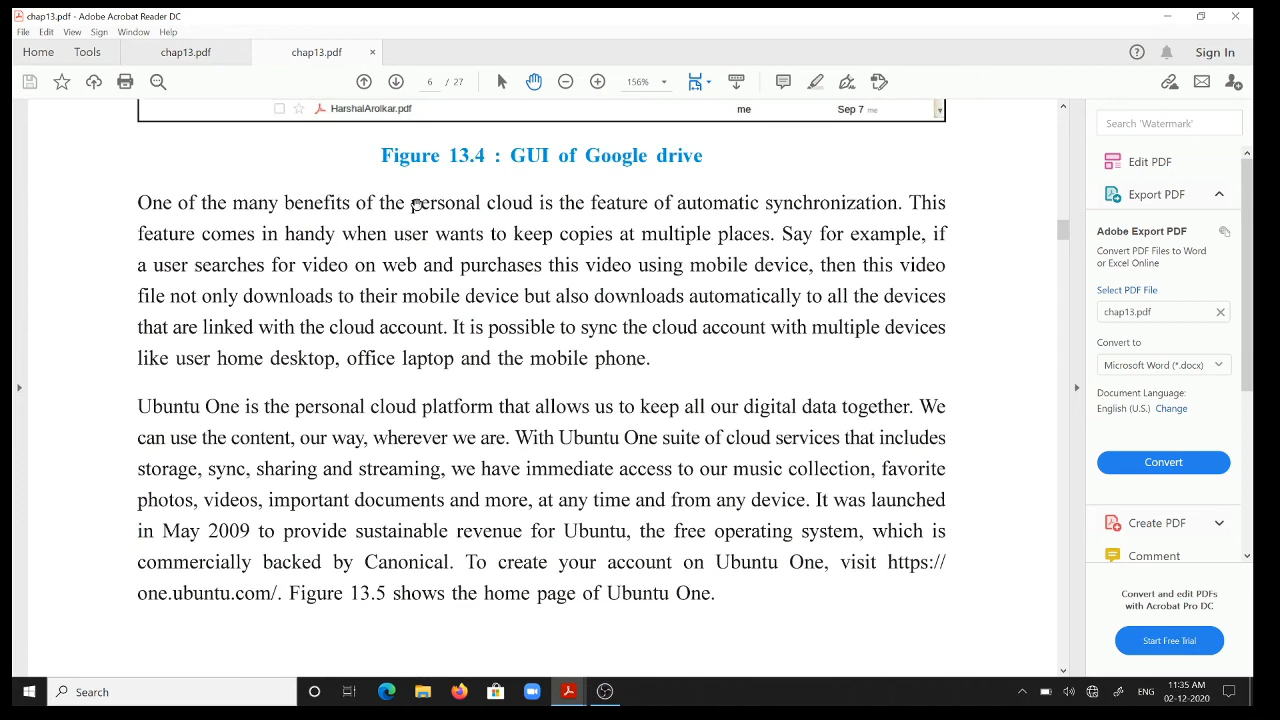 chap13.pdf - Adobe Acrobat Reader DC
File Edit View Sign Window Help
Home Tools chap13.pdf chap13.pdf × Sign In
6 / 27 156%
HarshalArolkar.pdf me Sep 7 me
Figure 13.4 : GUI of Google drive
One of the many benefits of the personal cloud is the feature of automatic synchronization. This
feature comes in handy when user wants to keep copies at multiple places. Say for example, if
a user searches for video on web and purchases this video using mobile device, then this video
file not only downloads to their mobile device but also downloads automatically to all the devices
that are linked with the cloud account. It is possible to sync the cloud account with multiple devices
like user home desktop, office laptop and the mobile phone.
Ubuntu One is the personal cloud platform that allows us to keep all our digital data together. We
can use the content, our way, wherever we are. With Ubuntu One suite of cloud services that includes
storage, sync, sharing and streaming, we have immediate access to our music collection, favorite
photos, videos, important documents and more, at any time and from any device. It was launched
in May 2009 to provide sustainable revenue for Ubuntu, the free operating system, which is
commercially backed by Canonical. To create your account on Ubuntu One, visit https://
one.ubuntu.com/. Figure 13.5 shows the home page of Ubuntu One.
Search 'Watermark'
Edit PDF
Export PDF
Adobe Export PDF
Convert PDF Files to Word
or Excel Online
Select PDF File
chap13.pdf
Convert to
Microsoft Word (*.docx)
Document Language:
English (U.S.) Change
Convert
Create PDF
Comment
Convert and edit PDFs
with Acrobat Pro DC
Start Free Trial
Search
ENG
11:35 AM
02-12-2020